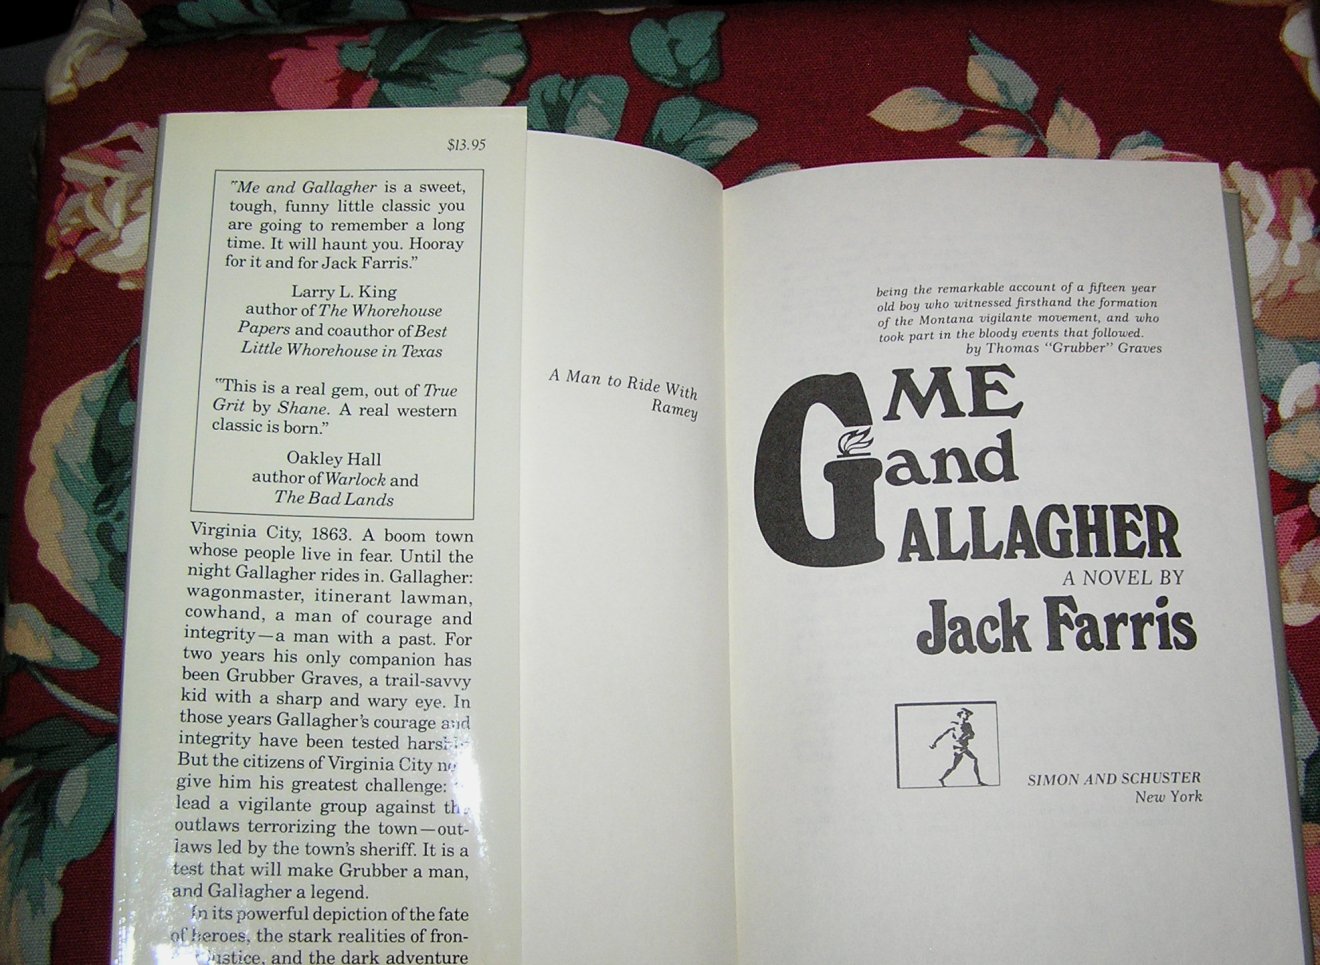 $13.95
"Me and Gallagher is a sweet,
tough, funny little classic you
are going to remember a long
time. It will haunt you. Hooray
for it and for Jack Farris."
Larry L. King
author of The Whorehouse
Papers and coauthor of Best
Little Whorehouse in Texas
"This is a real gem, out of True
Grit by Shane. A real western
classic is born."
Oakley Hall
author of Warlock and
The Bad Lands
Virginia City, 1863. A boom town
whose people live in fear. Until the
night Gallagher rides in. Gallagher:
wagonmaster, itinerant lawman,
cowhand, a man of courage and
integrity—a man with a past. For
two years his only companion has
been Grubber Graves, a trail-savvy
kid with a sharp and wary eye. In
those years Gallagher's courage and
integrity have been tested
But the citizens of Virginia City
give him his greatest challenge:
lead a vigilante group against the
outlaws terrorizing the town—out-
laws led by the town's sheriff. It is a
test that will make Grubber a man,
and Gallagher a legend.
In its powerful depiction of the fate
of heroes, the stark realities of fron-
justice, and the dark adventure
A Man to Ride With
Ramey
being the remarkable account of a fifteen year
old boy who witnessed firsthand the formation
of the Montana vigilante movement, and who
took part in the bloody events that followed.
by Thomas "Grubber" Graves
ME
and
GALLAGHER
A NOVEL BY
Jack Farris
SIMON AND SCHUSTER
New York